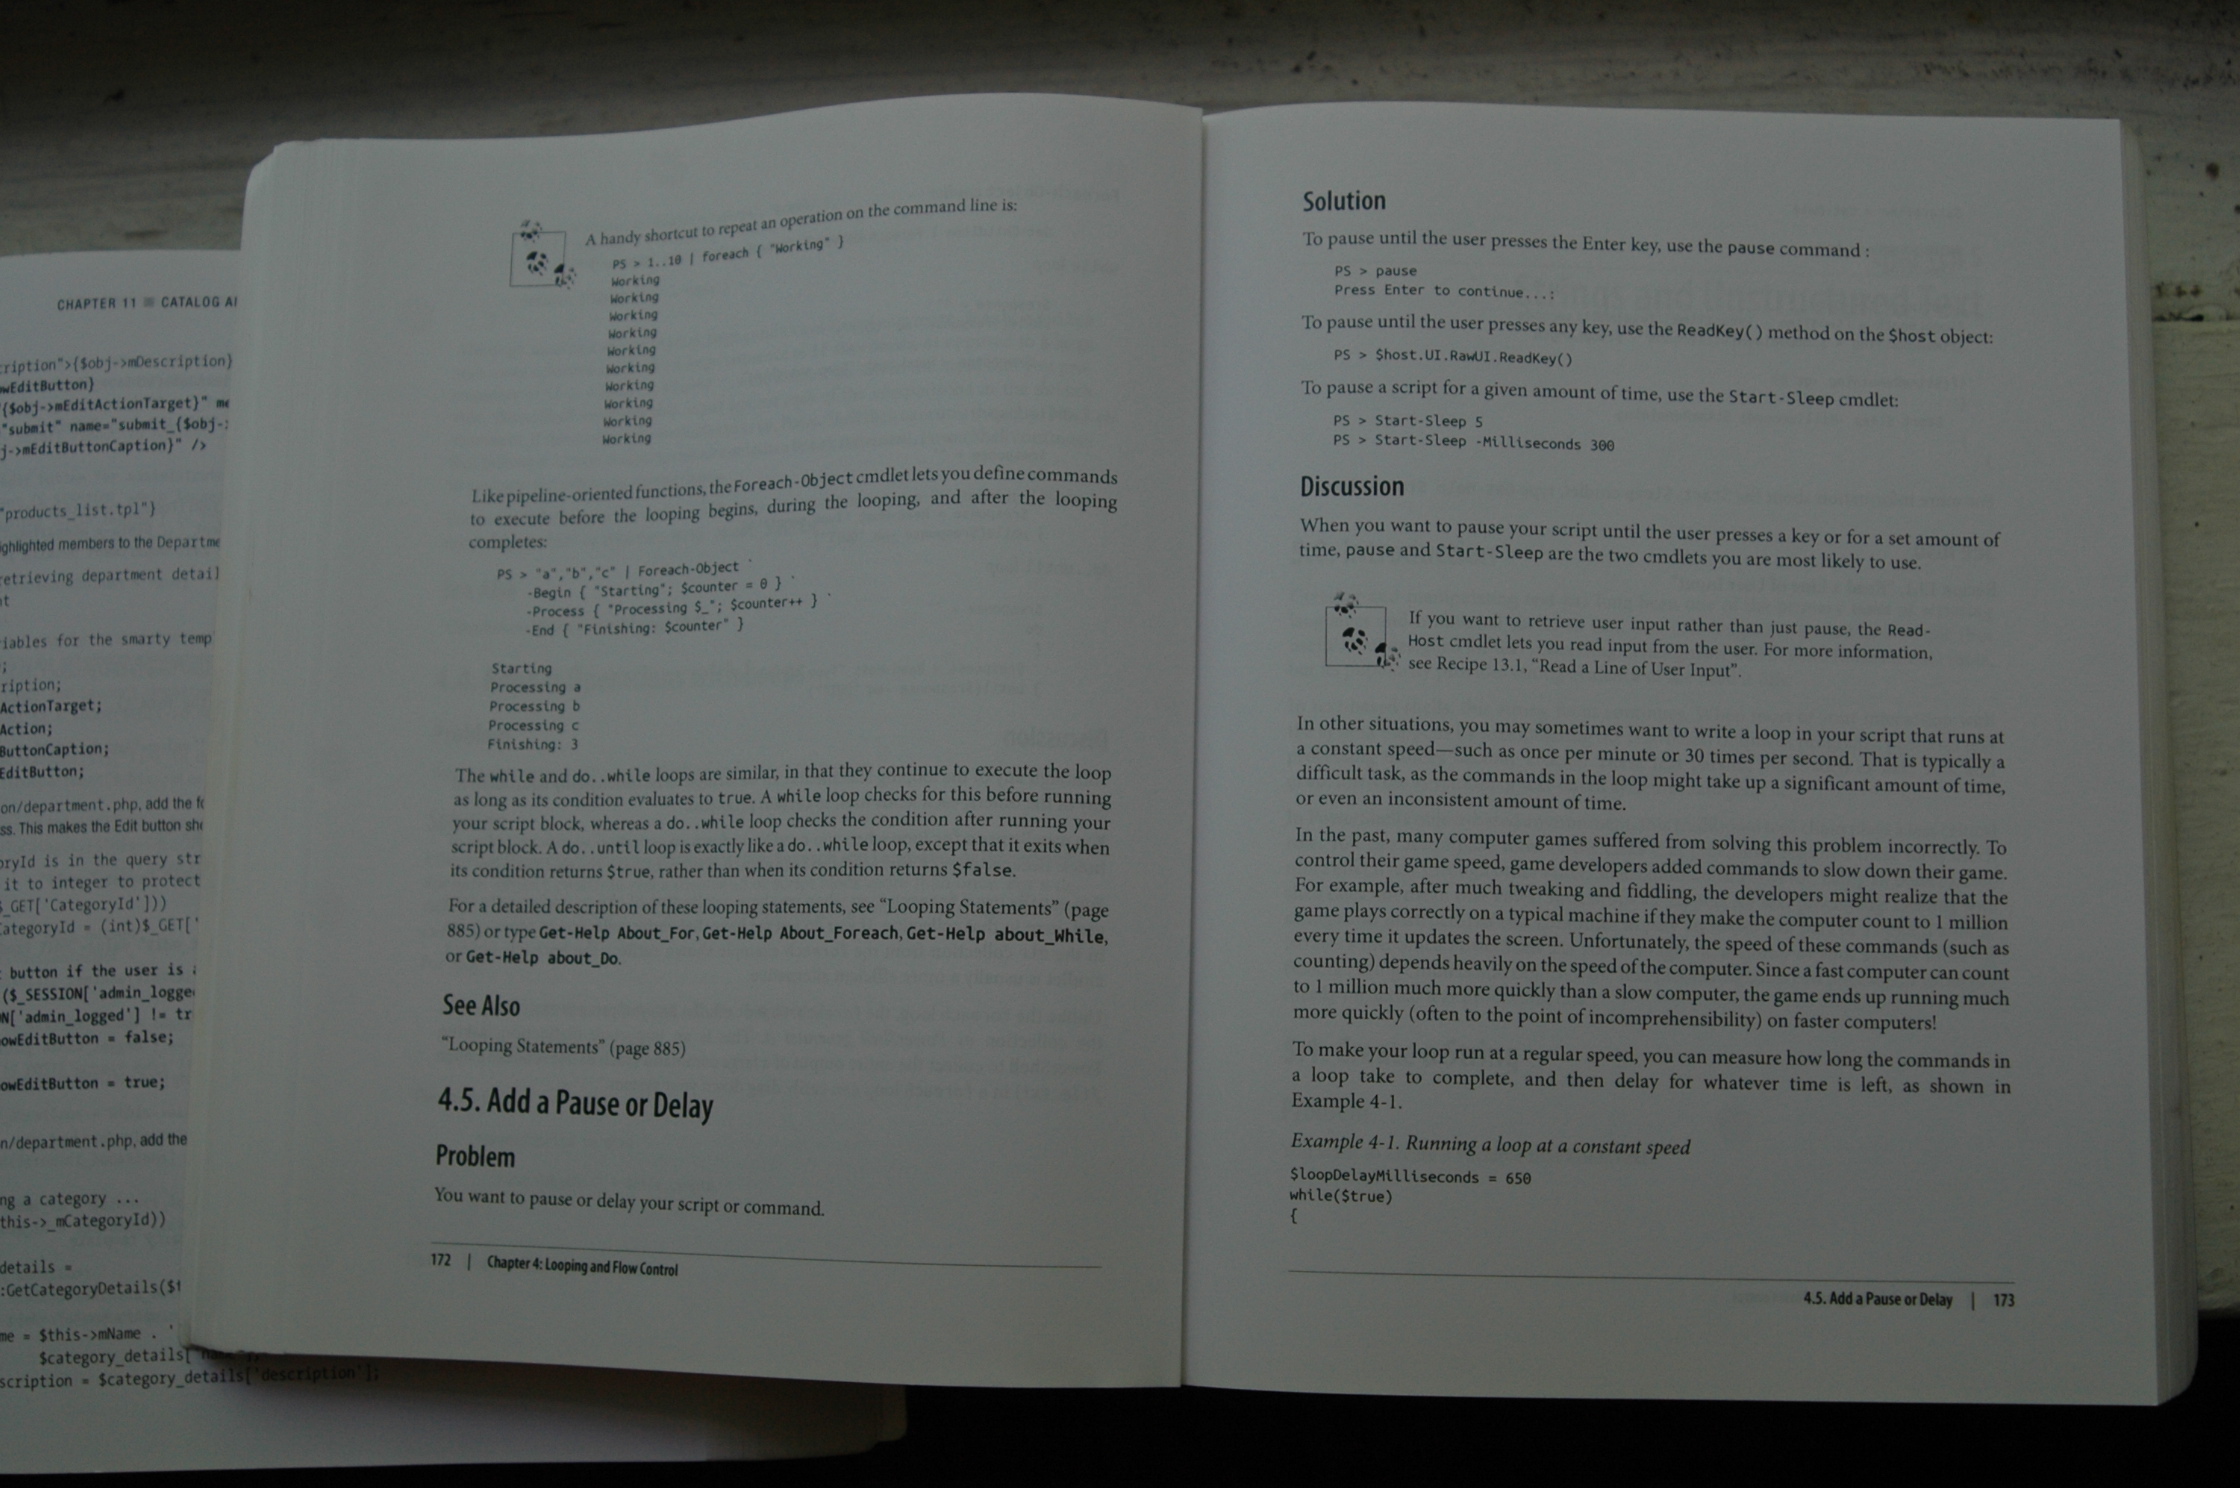 CHAPTER 11 ■ CATALOG
cription">{$obj->mDescription}
wEditButton}
{$obj->mEditActionTarget}"
"submit" name="submit_{$obj-
j->mEditButtonCaption}" />
"products_list.tpl"}
ghlighted members to the
retrieving department
for the smarty
ription;
ActionTarget;
Action;
ButtonCaption;
EditButton;
on/department.php, add the
ss. This makes the Edit button
oryId is in the query
it to integer to protect
$_GET['CategoryId']))
ategoryId = (int)$_GET['
button if the user is
($_SESSION['admin_logge
N['admin_logged'] !=
owEditButton = false;
owEditButton = true;
n/department.php, add the
ng a category ...
this->_mCategoryId))
details =
:GetCategoryDetails($
me = $this->mName . '
$category_details[
scription = $category_details['description'];
A handy shortcut to repeat an operation on the command line is:
PS > 1..10 | foreach { "Working" }
Working
Working
Working
Working
Working
Working
Working
Working
Working
Working
Like pipeline-oriented functions, the Foreach-Object cmdlet lets you define commands
to execute before the looping begins, during the looping, and after the looping
completes:
PS > "a","b","c" | Foreach-Object `
-Begin { "Starting"; $counter = 0 } `
-Process { "Processing $_"; $counter++ } `
-End { "Finishing: $counter" }
Starting
Processing a
Processing b
Processing c
Finishing: 3
The while and do..while loops are similar, in that they continue to execute the loop
as long as its condition evaluates to true. A while loop checks for this before running
your script block, whereas a do..while loop checks the condition after running your
script block. A do..until loop is exactly like a do..while loop, except that it exits when
its condition returns $true, rather than when its condition returns $false.
For a detailed description of these looping statements, see “Looping Statements” (page
885) or type Get-Help About_For, Get-Help About_Foreach, Get-Help about_While,
or Get-Help about_Do.
See Also
“Looping Statements” (page 885)
4.5. Add a Pause or Delay
Problem
You want to pause or delay your script or command.
172 | Chapter 4: Looping and Flow Control
Solution
To pause until the user presses the Enter key, use the pause command :
PS > pause
Press Enter to continue...:
To pause until the user presses any key, use the ReadKey() method on the $host object:
PS > $host.UI.RawUI.ReadKey()
To pause a script for a given amount of time, use the Start-Sleep cmdlet:
PS > Start-Sleep 5
PS > Start-Sleep -Milliseconds 300
Discussion
When you want to pause your script until the user presses a key or for a set amount of
time, pause and Start-Sleep are the two cmdlets you are most likely to use.
If you want to retrieve user input rather than just pause, the Read-
Host cmdlet lets you read input from the user. For more information,
see Recipe 13.1, “Read a Line of User Input”.
In other situations, you may sometimes want to write a loop in your script that runs at
a constant speed—such as once per minute or 30 times per second. That is typically a
difficult task, as the commands in the loop might take up a significant amount of time,
or even an inconsistent amount of time.
In the past, many computer games suffered from solving this problem incorrectly. To
control their game speed, game developers added commands to slow down their game.
For example, after much tweaking and fiddling, the developers might realize that the
game plays correctly on a typical machine if they make the computer count to 1 million
every time it updates the screen. Unfortunately, the speed of these commands (such as
counting) depends heavily on the speed of the computer. Since a fast computer can count
to 1 million much more quickly than a slow computer, the game ends up running much
more quickly (often to the point of incomprehensibility) on faster computers!
To make your loop run at a regular speed, you can measure how long the commands in
a loop take to complete, and then delay for whatever time is left, as shown in
Example 4-1.
Example 4-1. Running a loop at a constant speed
$loopDelayMilliseconds = 650
while($true)
{
4.5. Add a Pause or Delay | 173